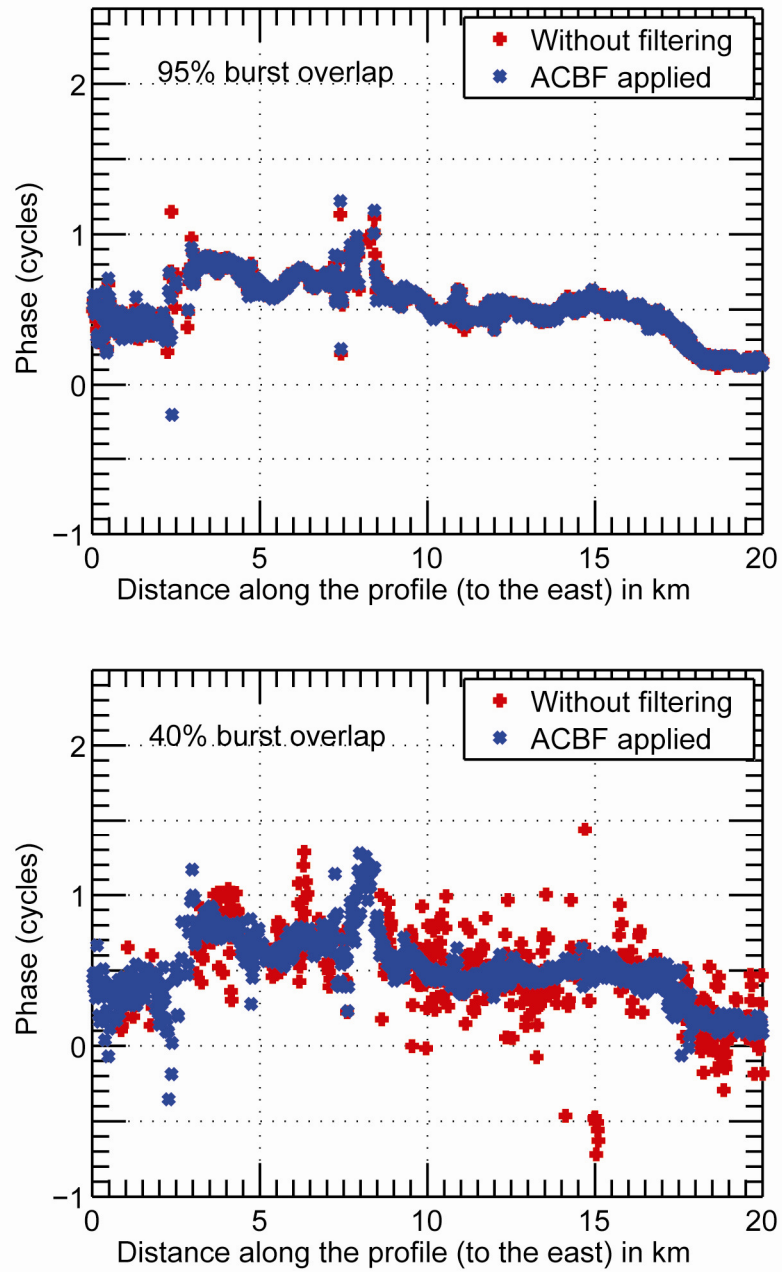 Without filtering
ACBF applied
95% burst overlap
2
1
0
−1
Phase (cycles)
0 5 10 15 20
Distance along the profile (to the east) in km
Without filtering
ACBF applied
40% burst overlap
2
1
0
−1
Phase (cycles)
0 5 10 15 20
Distance along the profile (to the east) in km